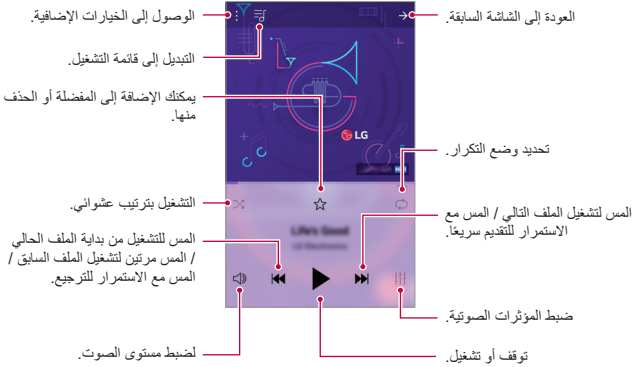 الوصول إلى الخيارات الإضافية.
التبديل إلى قائمة التشغيل.
يمكنك الإضافة إلى المفضلة أو الحذف
منها.
التشغيل بترتيب عشوائي.
المس للتشغيل من بداية الملف الحالي
/ المس مرتين لتشغيل الملف السابق /
المس مع الاستمرار للترجيع.
لضبط مستوى الصوت.
العودة إلى الشاشة السابقة.
تحديد وضع التكرار.
المس لتشغيل الملف التالي / المس مع
الاستمرار للتقديم سريعًا.
ضبط المؤثرات الصوتية.
توقف أو تشغيل.
LG
Life's Good
LG Electronics